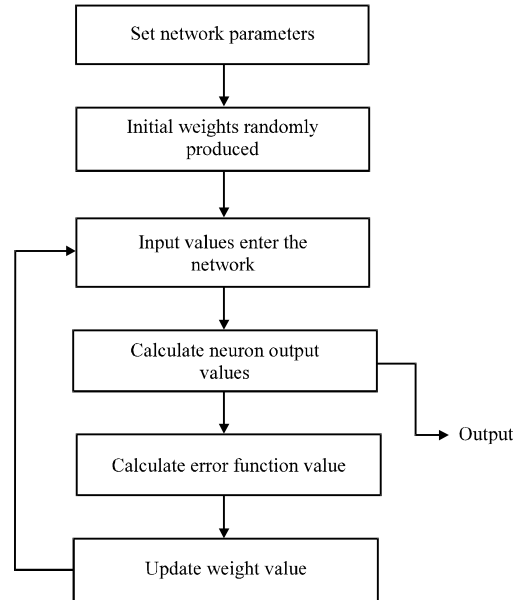 Set network parameters
Initial weights randomly
produced
Input values enter the
network
Calculate neuron output
values
Output
Calculate error function value
Update weight value